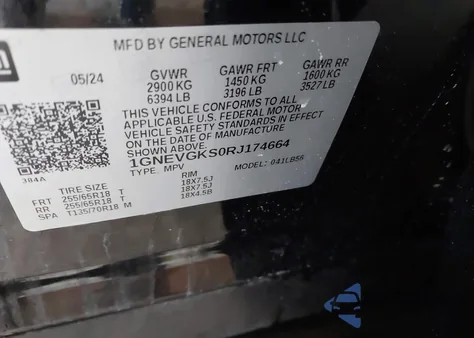 MFD BY GENERAL MOTORS LLC
05/24 GVWR GAWR FRT GAWR RR
2900 KG 1450 KG 1600 KG
6394 LB 3196 LB 3527 LB
THIS VEHICLE CONFORMS TO ALL
APPLICABLE U.S. FEDERAL MOTOR
VEHICLE SAFETY STANDARDS IN EFFECT
ON THE DATE OF MANUFACTURE
SHOWN ABOVE.
1GNEVGKS0RJ174664
TYPE: MPV MODEL: 041LB56
384A
TIRE SIZE RIM
FRT 255/65R18 T 18X7.5J
RR 255/65R18 T 18X7.5J
SPA T135/70R18 M 18X4.5B